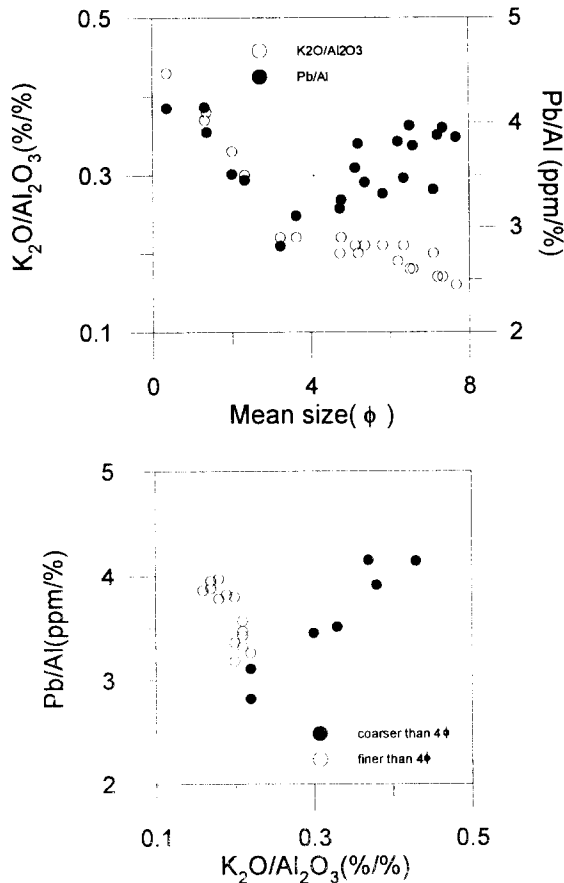 0.5
0.3
0.1
K₂O/Al₂O₃(%/%)
K2O/Al2O3
Pb/Al
5
4
3
2
Pb/Al (ppm/%)
0 4 8
Mean size( ϕ )
5
4
3
2
Pb/Al(ppm/%)
coarser than 4ϕ
finer than 4ϕ
0.1 0.3 0.5
K₂O/Al₂O₃(%/%)